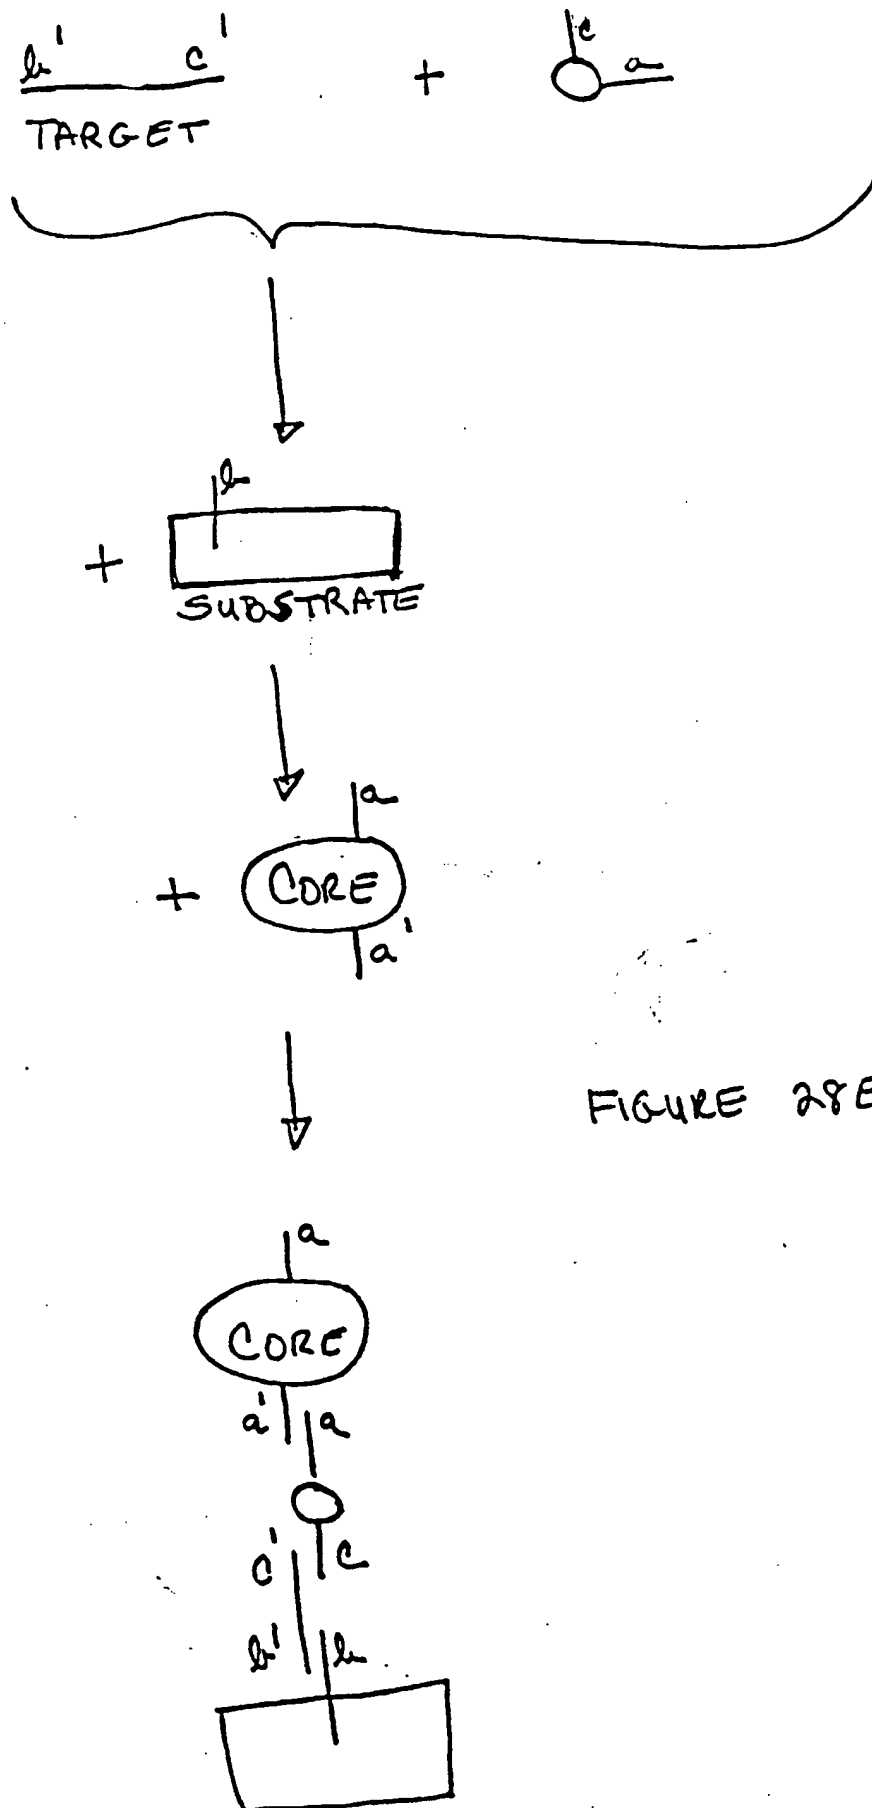 b' c' + c a
TARGET
b
+
SUBSTRATE
a
+ CORE
a'
FIGURE 28E
a
CORE
a' a
c' c
b' b